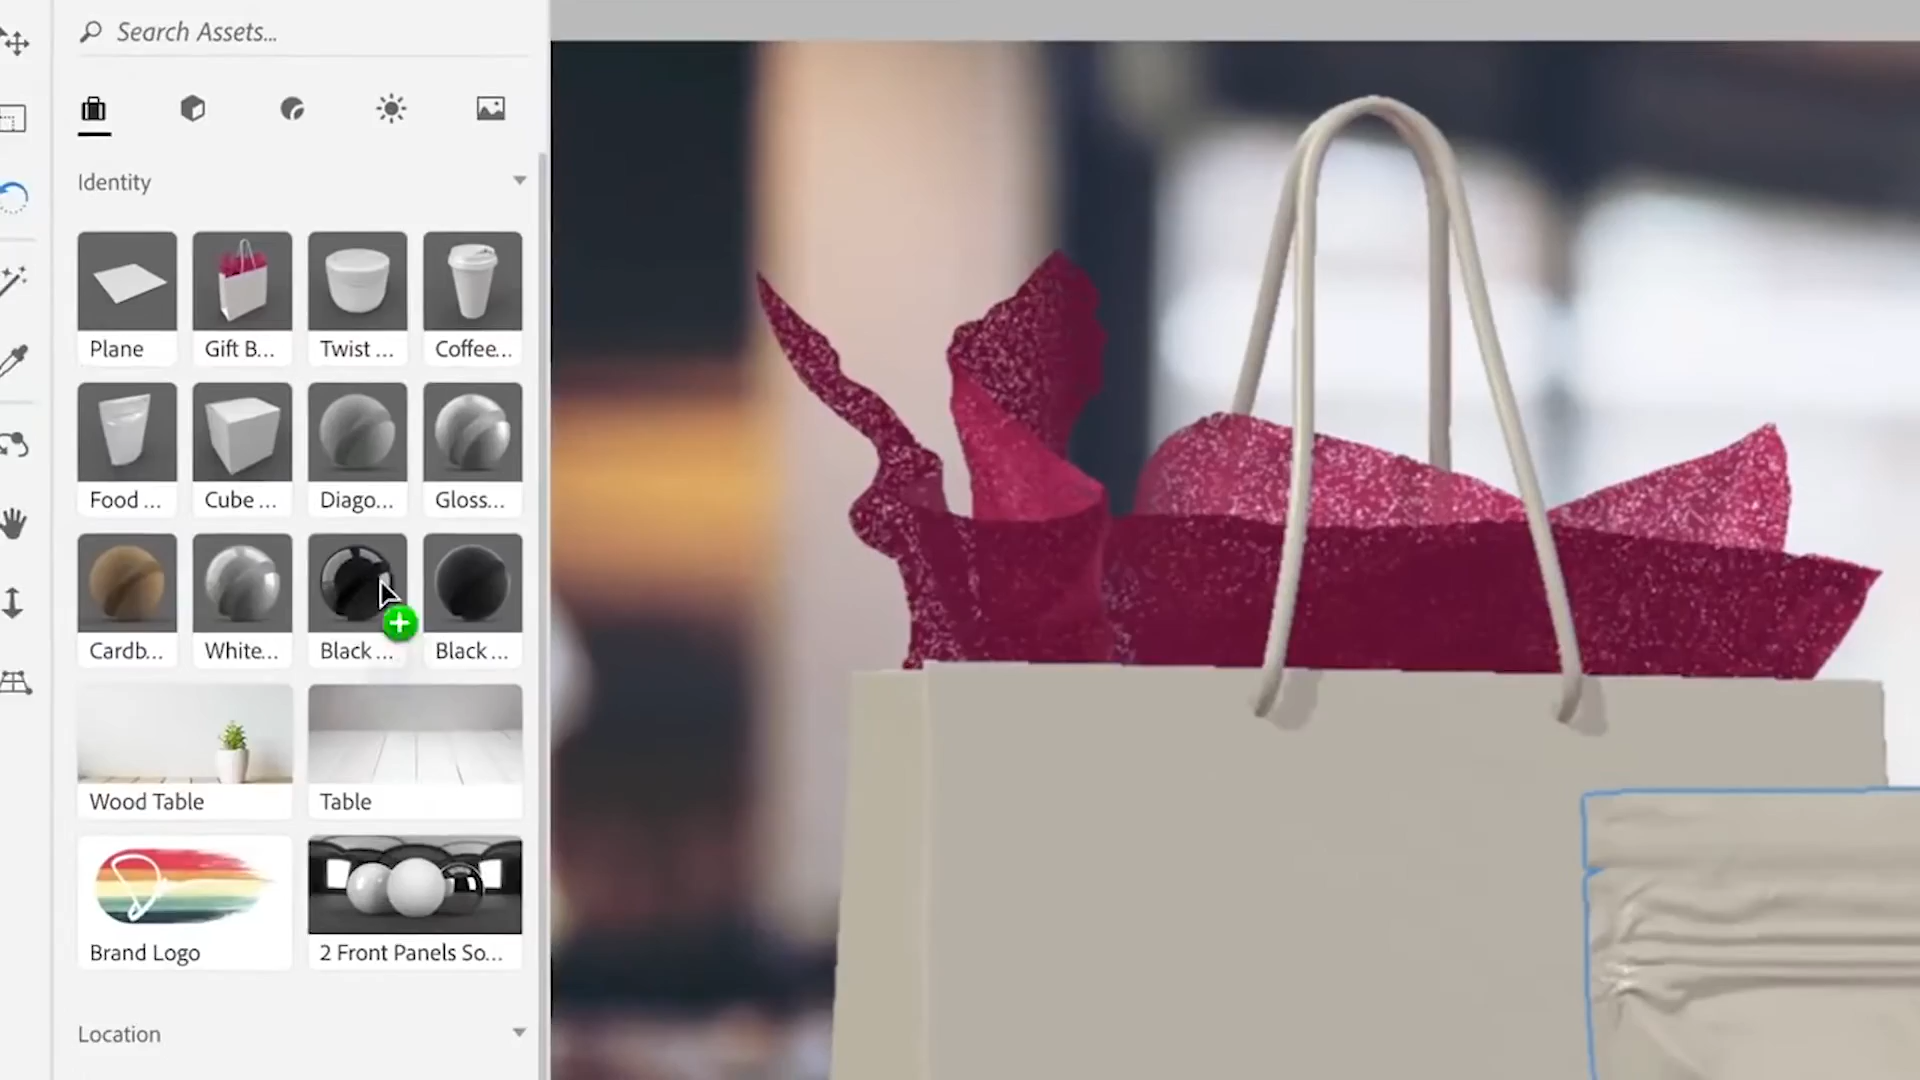 Search Assets...
Identity
Plane
Gift B...
Twist ...
Coffee...
Food ...
Cube ...
Diago...
Gloss...
Cardb...
White...
Black ...
Black ...
Wood Table
Table
Brand Logo
2 Front Panels So...
Location